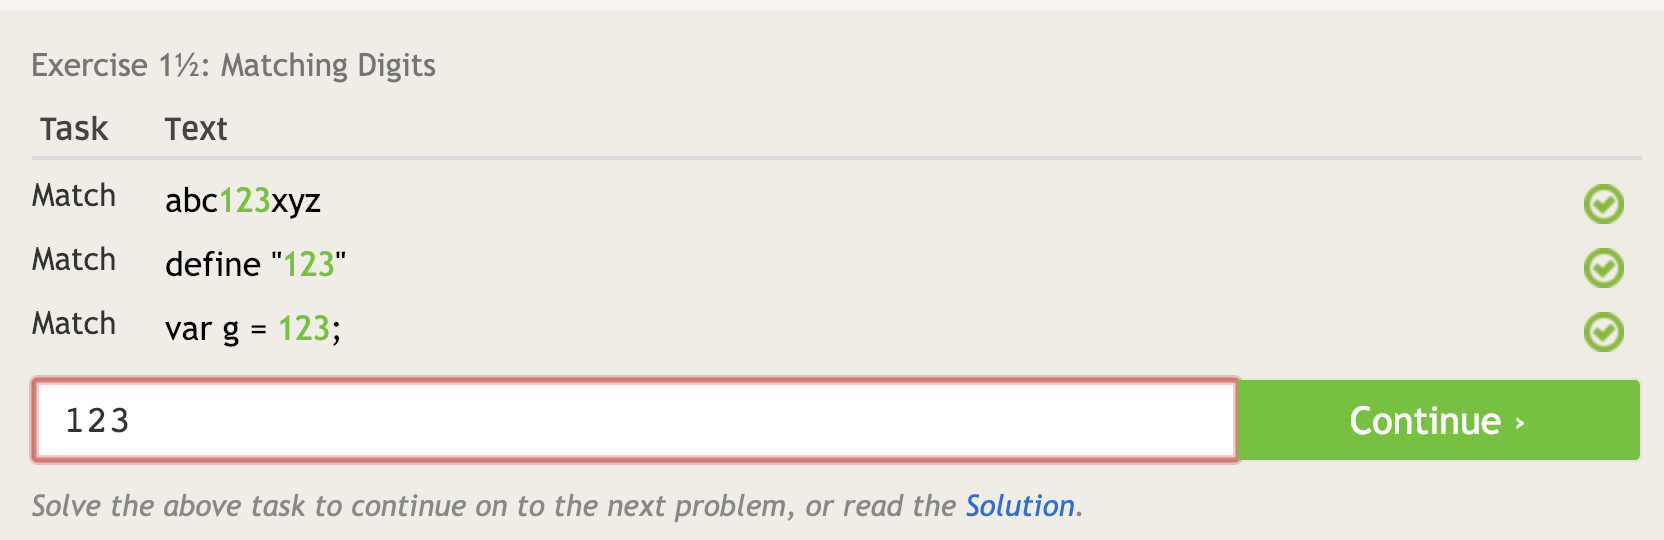 Exercise 1½: Matching Digits
Task Text
Match abc123xyz
Match define "123"
Match var g = 123;
123 Continue ›
Solve the above task to continue on to the next problem, or read the Solution.